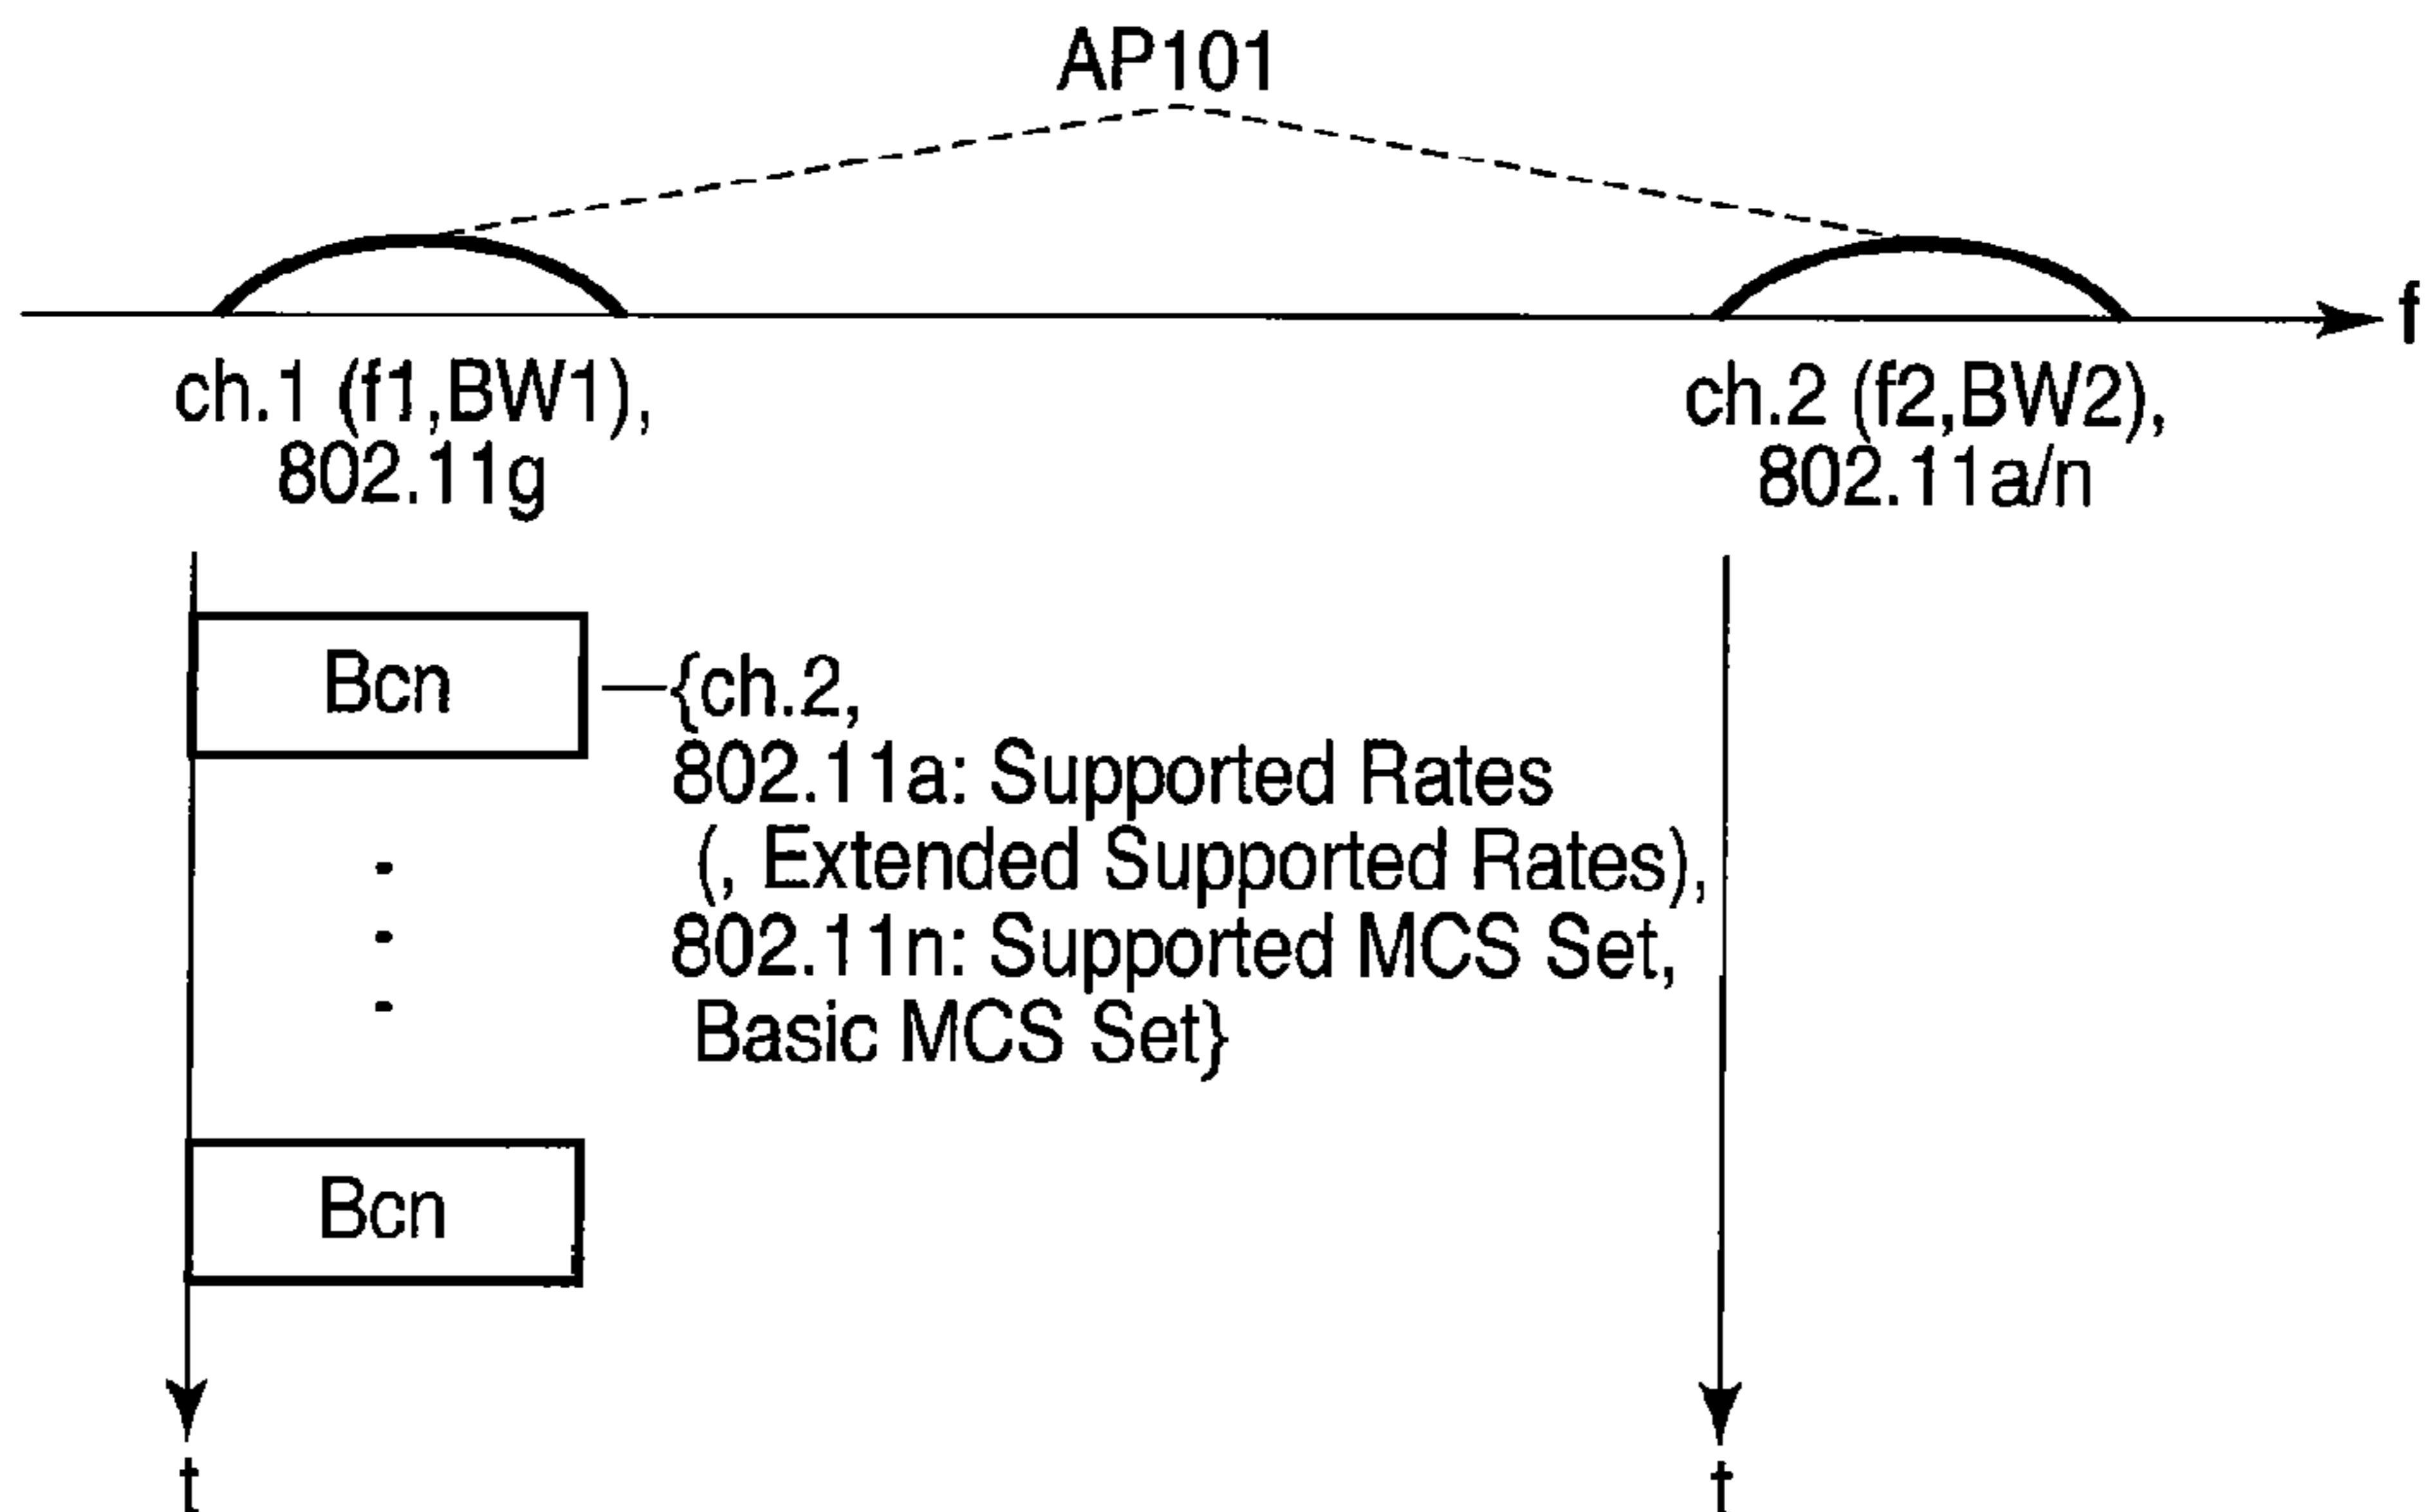 AP101
f
ch.1 (f1,BW1),
802.11g
ch.2 (f2,BW2),
802.11a/n
Bcn
{ch.2,
802.11a: Supported Rates
(, Extended Supported Rates),
802.11n: Supported MCS Set,
Basic MCS Set}
Bcn
t
t